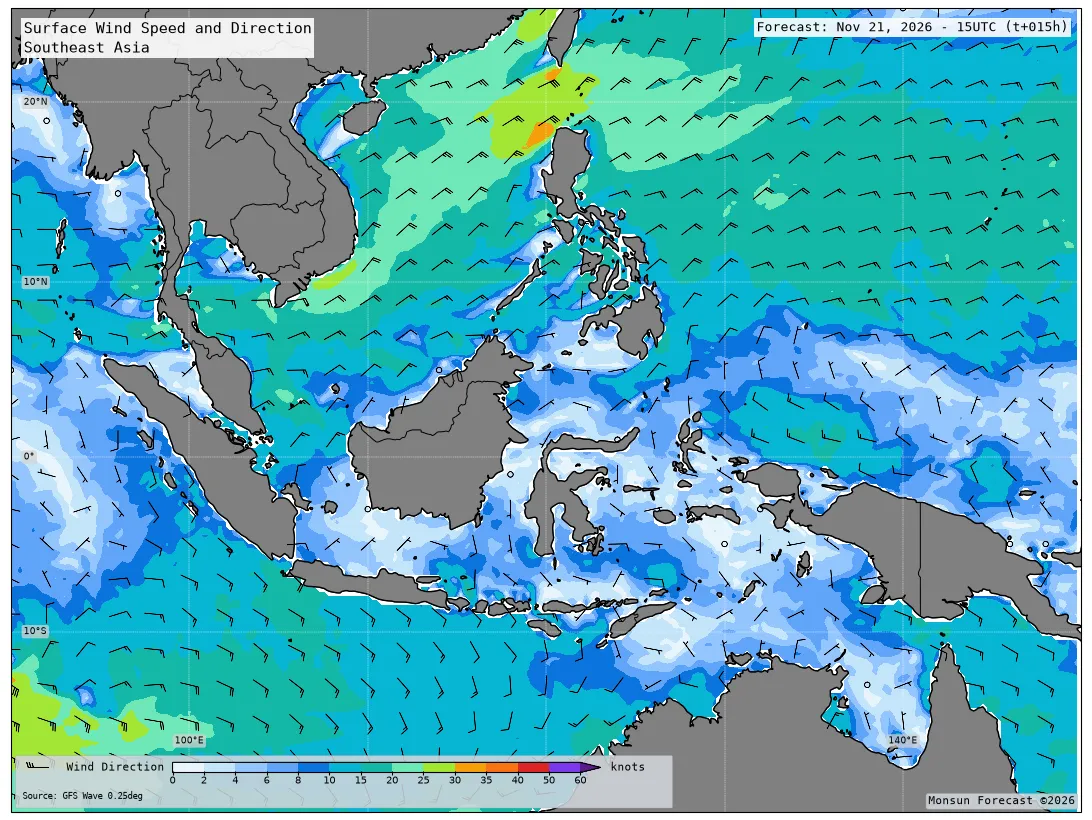 Surface Wind Speed and Direction
Southeast Asia
Forecast: Nov 21, 2026 - 15UTC (t+015h)
20°N
10°N
0°
10°S
100°E
140°E
Wind Direction
0 2 4 6 8 10 15 20 25 30 35 40 50 60
knots
Source: GFS Wave 0.25deg
Monsun Forecast ©2026